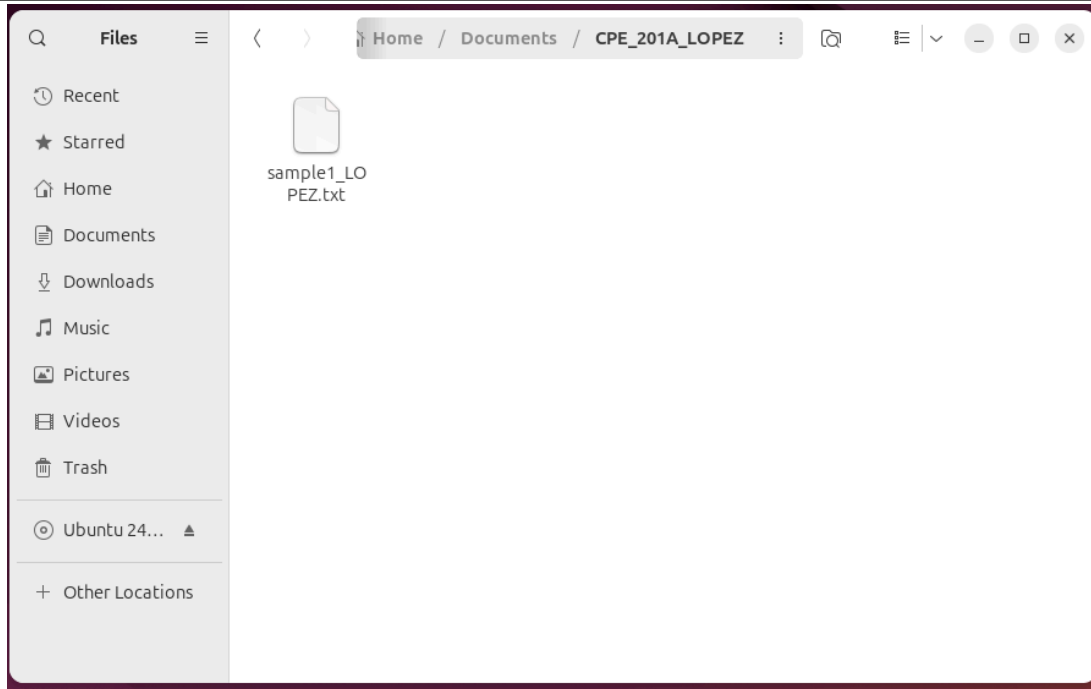 Files
Home / Documents / CPE_201A_LOPEZ
Recent
Starred
Home
Documents
Downloads
Music
Pictures
Videos
Trash
Ubuntu 24...
Other Locations
sample1_LO
PEZ.txt